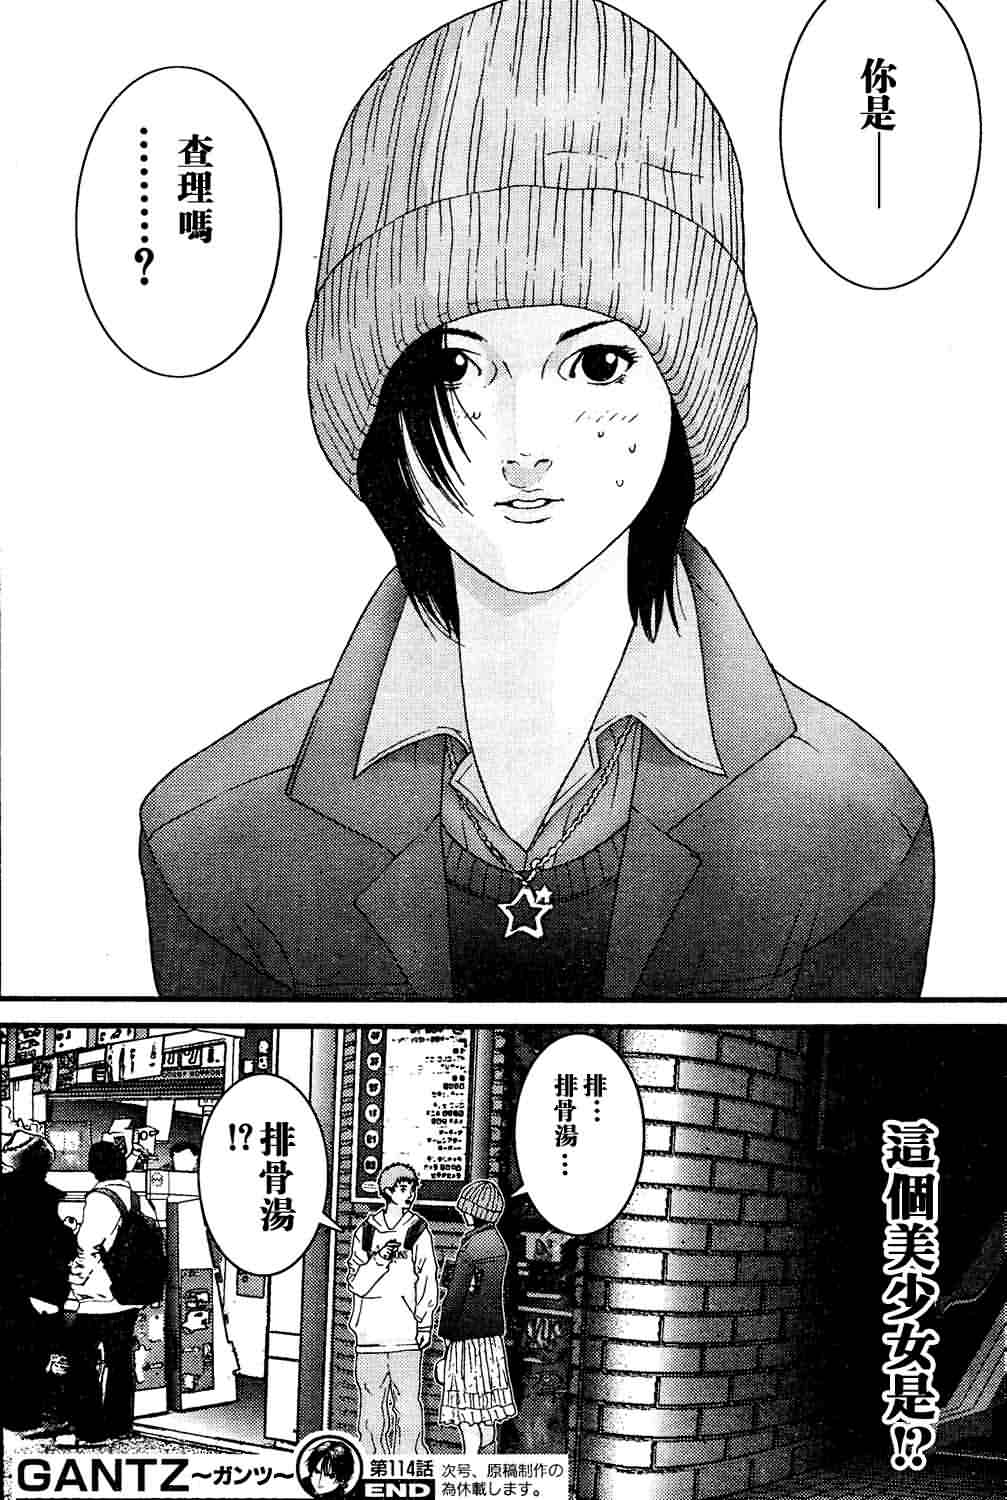 你是——
查理嗎
………?
排…
排骨湯…
排骨湯
!?
這個美少女是!?
GANTZ～ガンツ～
第114話
END
次号、原稿制作の
為休載します。